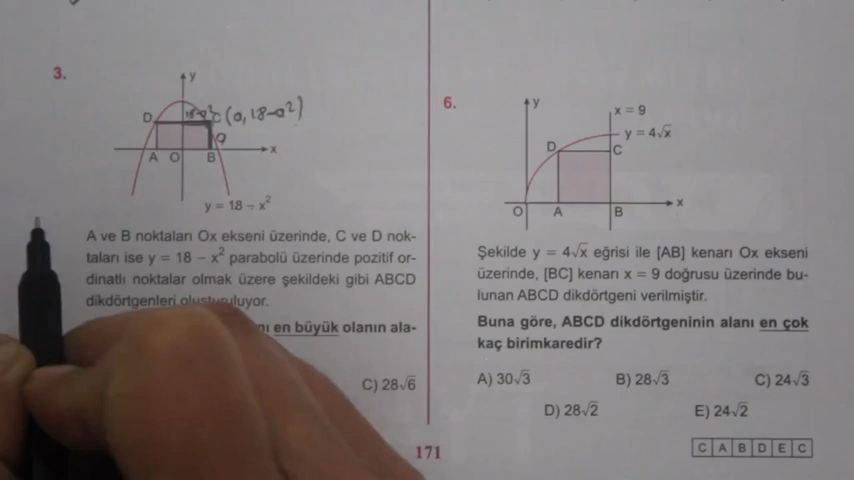 3.
y
D
18-a²
C (a, 18-a²)
a
A
O
B
x
y = 18 - x²
A ve B noktaları Ox ekseni üzerinde, C ve D nok-
taları ise y = 18 − x² parabolü üzerinde pozitif or-
dinatlı noktalar olmak üzere şekildeki gibi ABCD
dikdörtgenleri oluşturuluyor.
en büyük olanın ala-
C) 28√6
171
6.
y
x = 9
y = 4√x
D
C
O
A
B
x
Şekilde y = 4√x eğrisi ile [AB] kenarı Ox ekseni
üzerinde, [BC] kenarı x = 9 doğrusu üzerinde bu-
lunan ABCD dikdörtgeni verilmiştir.
Buna göre, ABCD dikdörtgeninin alanı en çok
kaç birimkaredir?
A) 30√3 B) 28√3 C) 24√3
D) 28√2 E) 24√2
C A B D E C